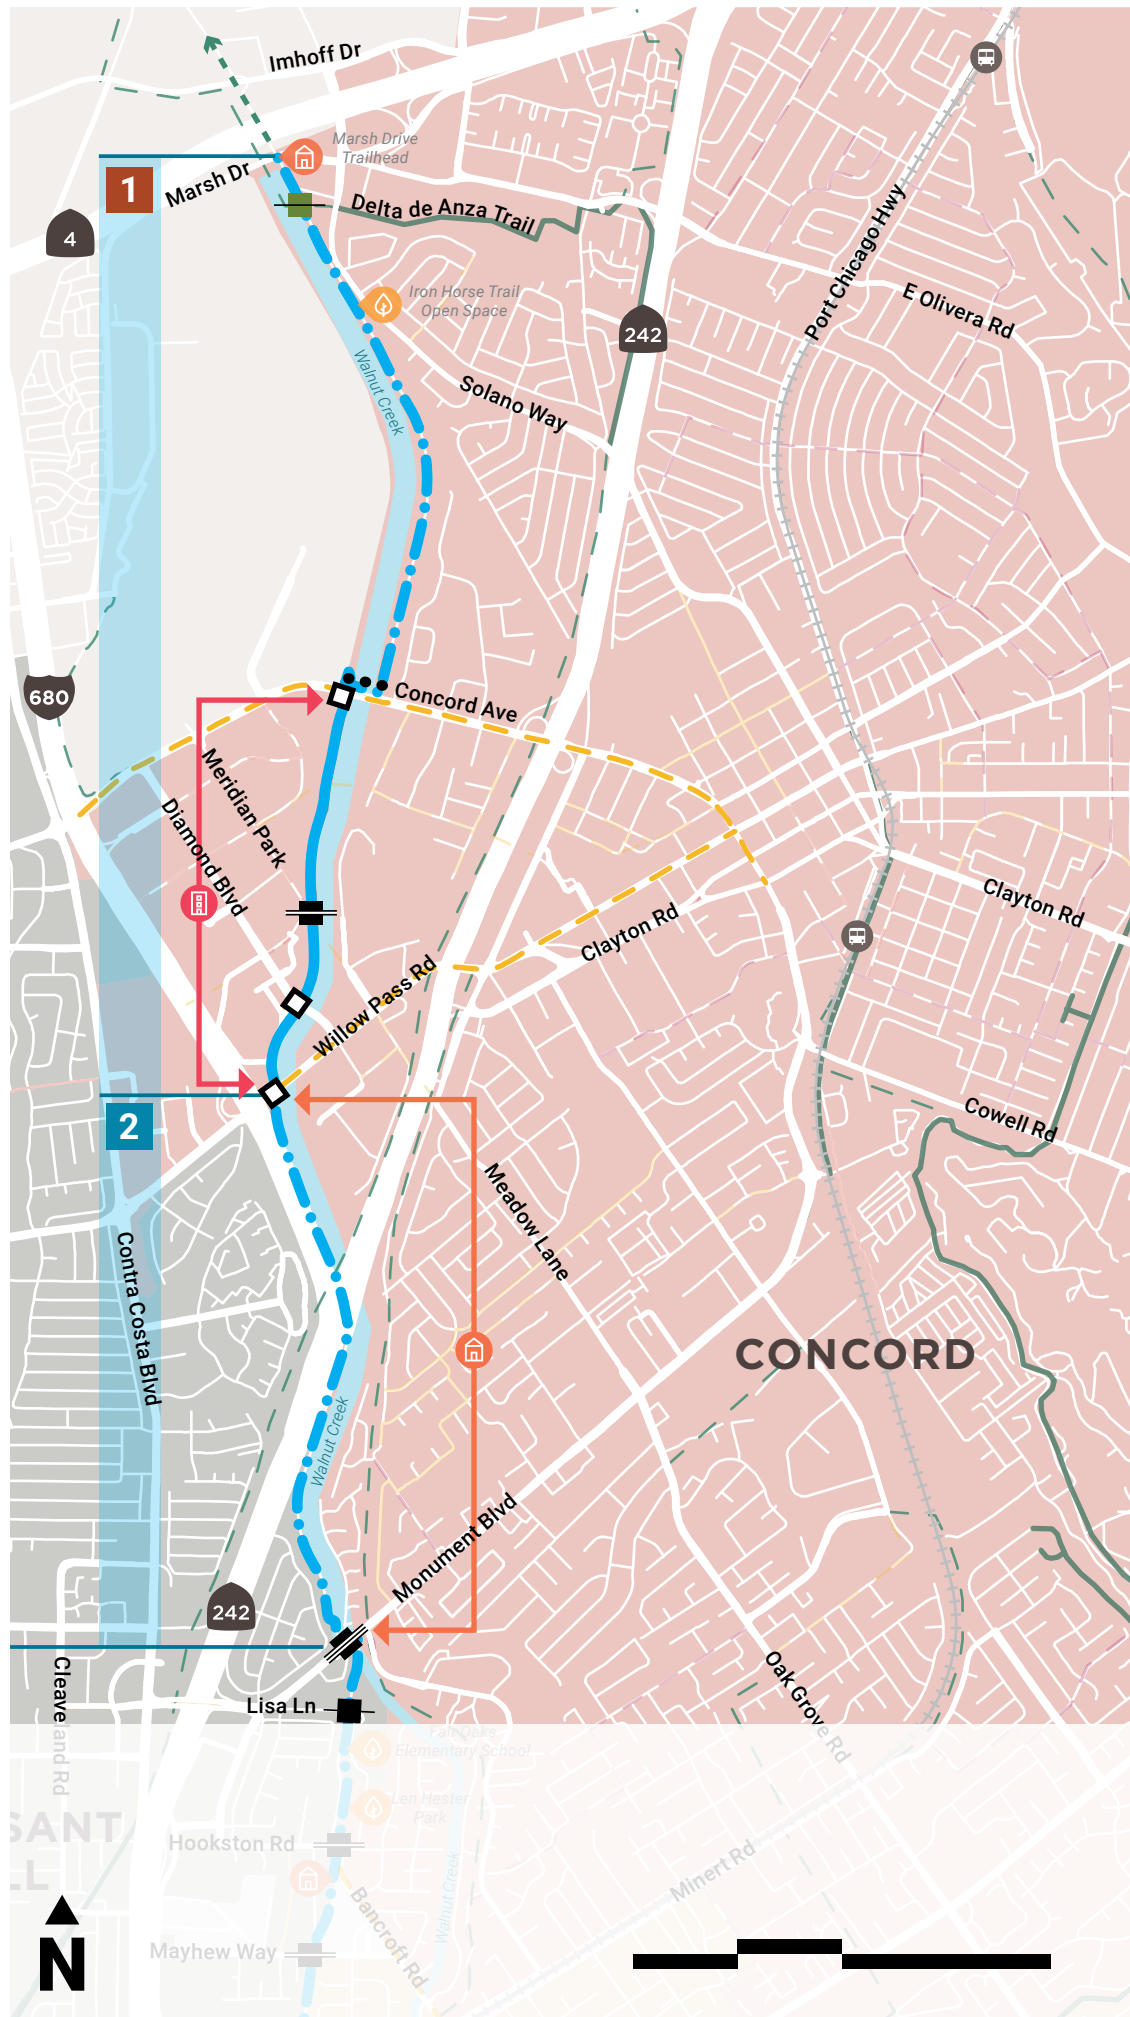 Imhoff Dr
Marsh Drive
Trailhead
1
Marsh Dr
Delta de Anza Trail
4
Port Chicago Hwy
Iron Horse Trail
Open Space
E Olivera Rd
242
Walnut Creek
Solano Way
680
Concord Ave
Meridian Park
Diamond Blvd
Clayton Rd
Clayton Rd
Willow Pass Rd
2
Cowell Rd
Meadow Lane
Contra Costa Blvd
CONCORD
Walnut Creek
Monument Blvd
242
Cleaveland Rd
Oak Grove Rd
Lisa Ln
Fair Oaks
Elementary School
Len Hester
Park
SANT
LL
Hookston Rd
Minert Rd
Walnut Creek
Bancroft Rd
Mayhew Way
N